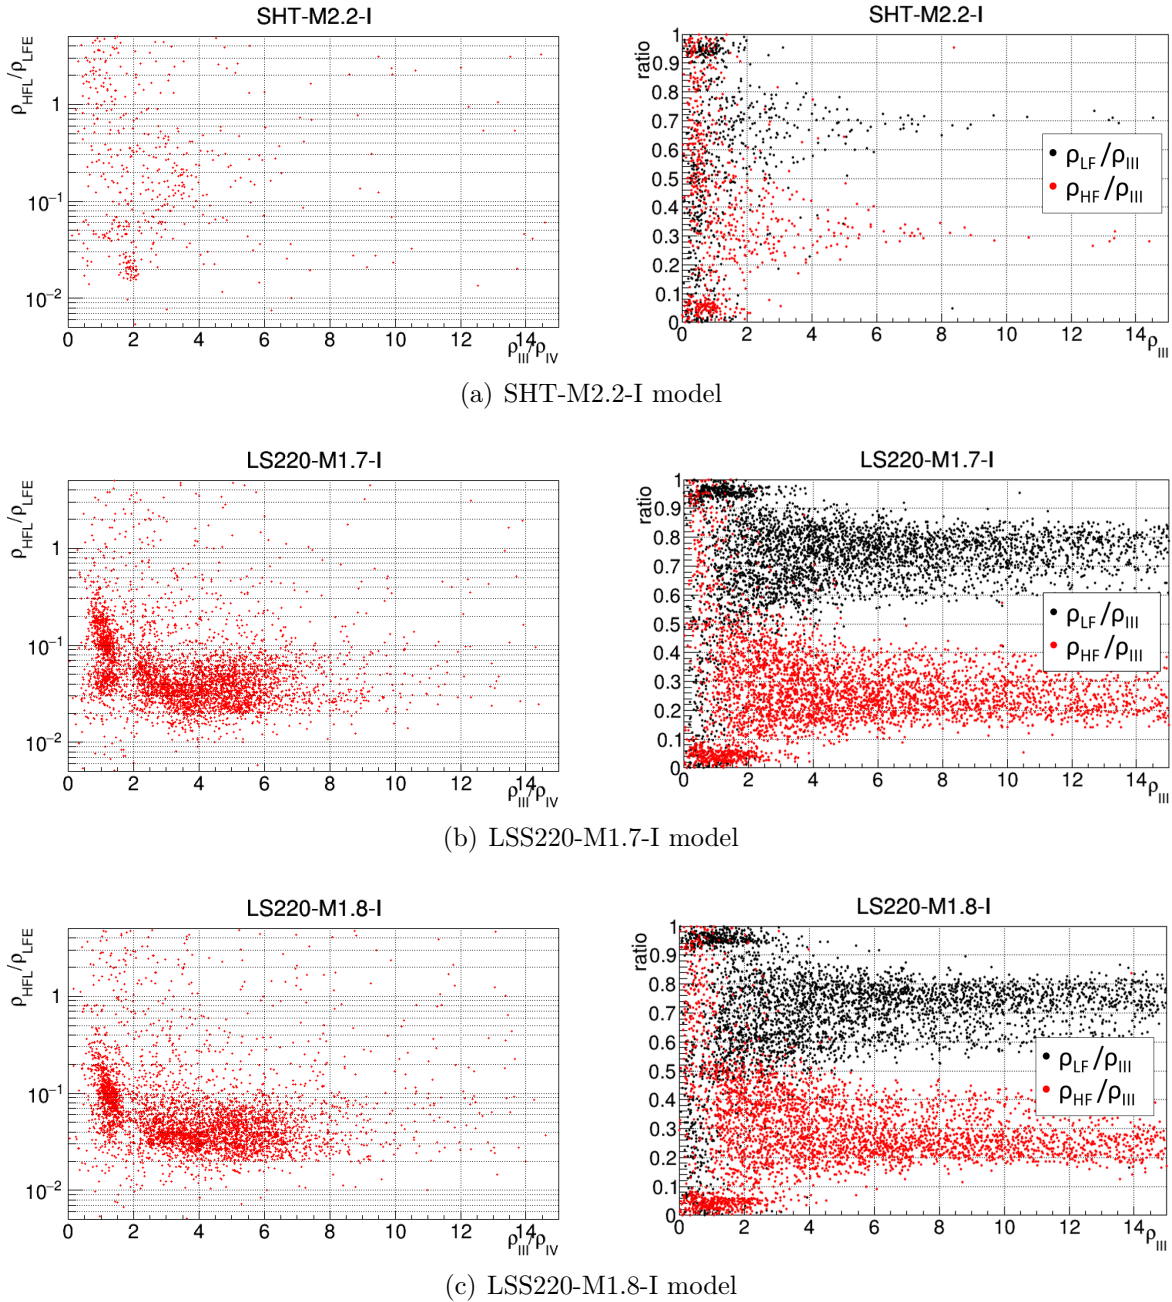 SHT-M2.2-I
SHT-M2.2-I
ρHFL/ρLFE
1
10−1
10−2
0 2 4 6 8 10 12 14
ρIII/ρIV
ratio
1
0.9
0.8
0.7
0.6
0.5
0.4
0.3
0.2
0.1
0
0 2 4 6 8 10 12 14
ρIII
ρLF/ρIII
ρHF/ρIII
(a) SHT-M2.2-I model
LS220-M1.7-I
LS220-M1.7-I
ρHFL/ρLFE
1
10−1
10−2
0 2 4 6 8 10 12 14
ρIII/ρIV
ratio
1
0.9
0.8
0.7
0.6
0.5
0.4
0.3
0.2
0.1
0
0 2 4 6 8 10 12 14
ρIII
ρLF/ρIII
ρHF/ρIII
(b) LSS220-M1.7-I model
LS220-M1.8-I
LS220-M1.8-I
ρHFL/ρLFE
1
10−1
10−2
0 2 4 6 8 10 12 14
ρIII/ρIV
ratio
1
0.9
0.8
0.7
0.6
0.5
0.4
0.3
0.2
0.1
0
0 2 4 6 8 10 12 14
ρIII
ρLF/ρIII
ρHF/ρIII
(c) LSS220-M1.8-I model